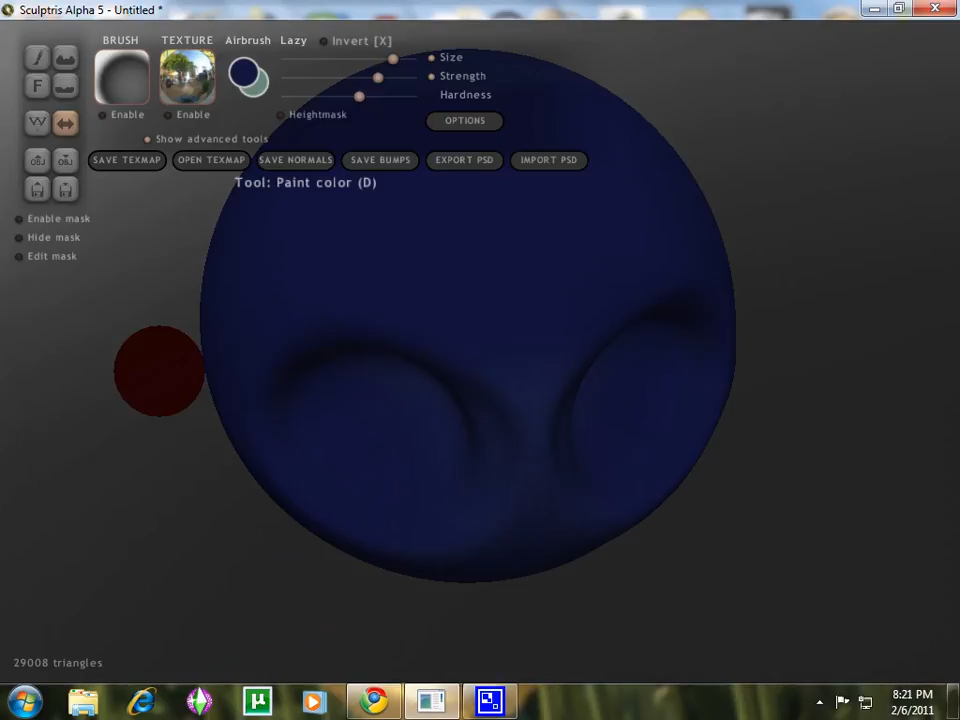 Sculptris Alpha 5 - Untitled *
BRUSH TEXTURE Airbrush Lazy Invert [X]
Size
Strength
Hardness
F
Enable Enable Heightmask
OPTIONS
Show advanced tools
OBJ OBJ
SAVE TEXMAP OPEN TEXMAP SAVE NORMALS SAVE BUMPS EXPORT PSD IMPORT PSD
Tool: Paint color (D)
Enable mask
Hide mask
Edit mask
29008 triangles
µ
8:21 PM
2/6/2011